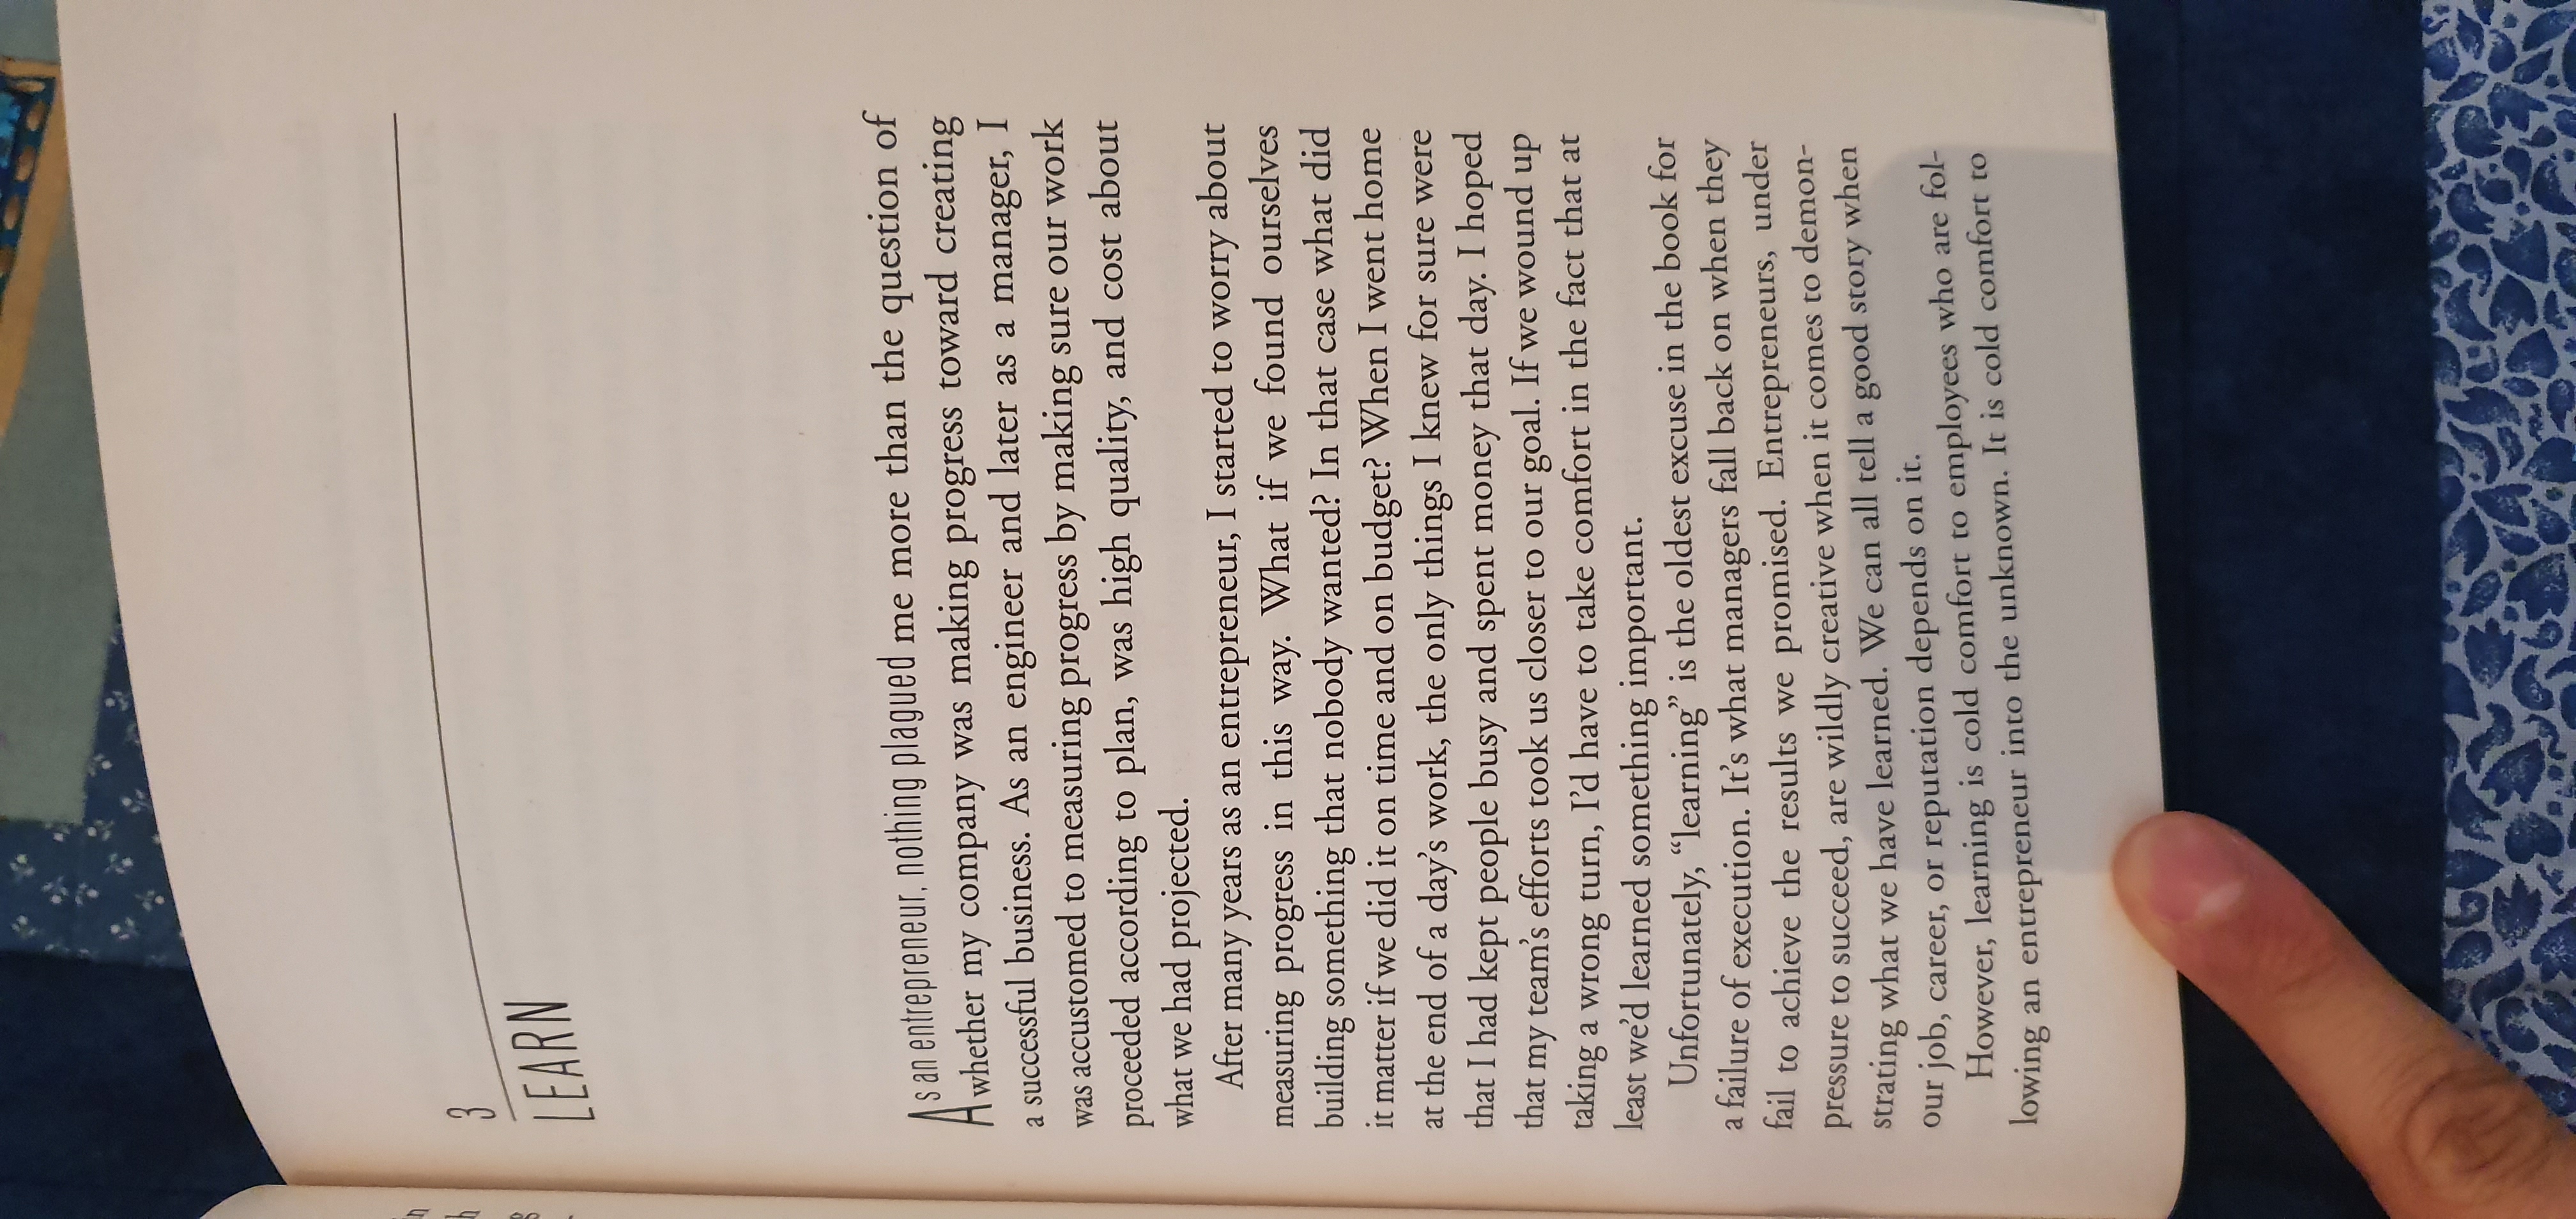 3
LEARN
As an entrepreneur, nothing plagued me more than the question of
whether my company was making progress toward creating
a successful business. As an engineer and later as a manager, I
was accustomed to measuring progress by making sure our work
proceeded according to plan, was high quality, and cost about
what we had projected.
After many years as an entrepreneur, I started to worry about
measuring progress in this way. What if we found ourselves
building something that nobody wanted? In that case what did
it matter if we did it on time and on budget? When I went home
at the end of a day's work, the only things I knew for sure were
that I had kept people busy and spent money that day. I hoped
that my team's efforts took us closer to our goal. If we wound up
taking a wrong turn, I'd have to take comfort in the fact that at
least we'd learned something important.
Unfortunately, “learning” is the oldest excuse in the book for
a failure of execution. It's what managers fall back on when they
fail to achieve the results we promised. Entrepreneurs, under
pressure to succeed, are wildly creative when it comes to demon-
strating what we have learned. We can all tell a good story when
our job, career, or reputation depends on it.
However, learning is cold comfort to employees who are fol-
lowing an entrepreneur into the unknown. It is cold comfort to